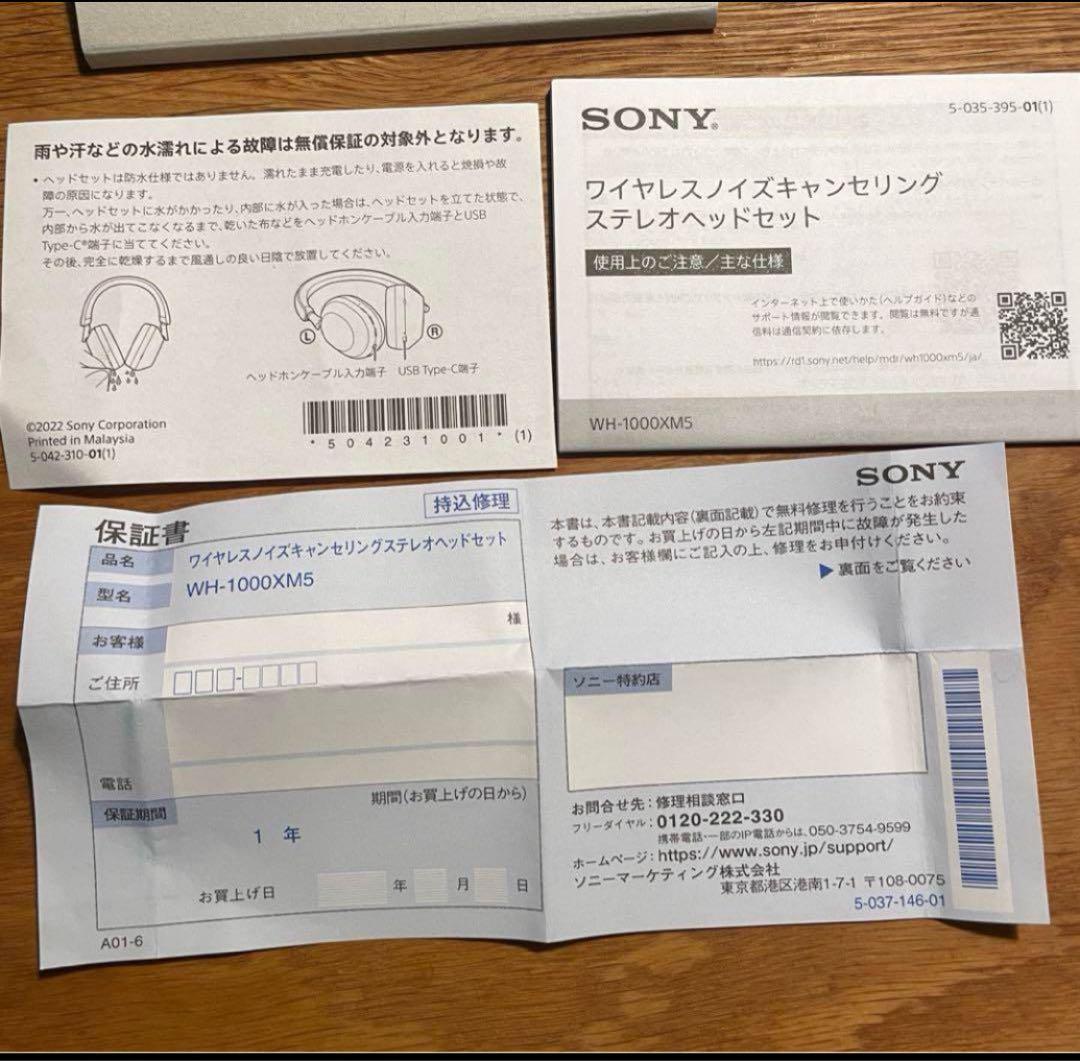 雨や汗などの水濡れによる故障は無償保証の対象外となります。
• ヘッドセットは防水仕様ではありません。濡れたまま充電したり、電源を入れると焼損や故
障の原因になります。
万一、ヘッドセットに水がかかったり、内部に水が入った場合は、ヘッドセットを立てた状態で、
内部から水が出てこなくなるまで、乾いた布などをヘッドホンケーブル入力端子とUSB
Type-C®端子に当ててください。
その後、完全に乾燥するまで風通しの良い日陰で放置してください。
L
R
ヘッドホンケーブル入力端子 USB Type-C端子
©2022 Sony Corporation
Printed in Malaysia
5-042-310-01(1)
*504231001* (1)
SONY®
5-035-395-01(1)
ワイヤレスノイズキャンセリング
ステレオヘッドセット
使用上のご注意/主な仕様
インターネット上で使いかた(ヘルプガイド)などの
サポート情報が閲覧できます。閲覧は無料ですが通
信料は通信契約に依存します。
https://rd1.sony.net/help/mdr/wh1000xm5/ja/
WH-1000XM5
保証書
持込修理
品名 ワイヤレスノイズキャンセリングステレオヘッドセット
型名 WH-1000XM5
お客様 様
ご住所 □□□-□□□□
電話
保証期間 期間(お買上げの日から)
1 年
お買上げ日 年 月 日
A01-6
SONY
本書は、本書記載内容(裏面記載)で無料修理を行うことをお約束
するものです。お買上げの日から左記期間中に故障が発生した
場合は、お客様欄にご記入の上、修理をお申付けください。
▶ 裏面をご覧ください
ソニー特約店
お問合せ先:修理相談窓口
フリーダイヤル:0120-222-330
携帯電話・一部のIP電話からは、050-3754-9599
ホームページ:https://www.sony.jp/support/
ソニーマーケティング株式会社
東京都港区港南1-7-1 〒108-0075
5-037-146-01